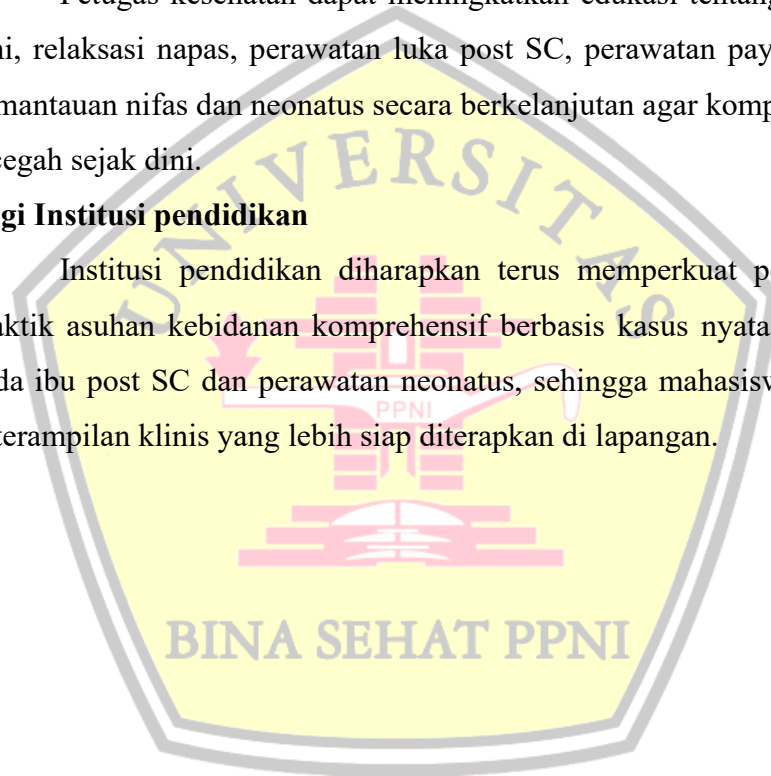 Petugas kesehatan dapat meningkatkan edukasi tentang
ni, relaksasi napas, perawatan luka post SC, perawatan pay
mantauan nifas dan neonatus secara berkelanjutan agar komp
cegah sejak dini.
gi Institusi pendidikan
Institusi pendidikan diharapkan terus memperkuat pe
aktik asuhan kebidanan komprehensif berbasis kasus nyata
da ibu post SC dan perawatan neonatus, sehingga mahasisw
terampilan klinis yang lebih siap diterapkan di lapangan.
UNIVERSITAS
PPNI
BINA SEHAT PPNI